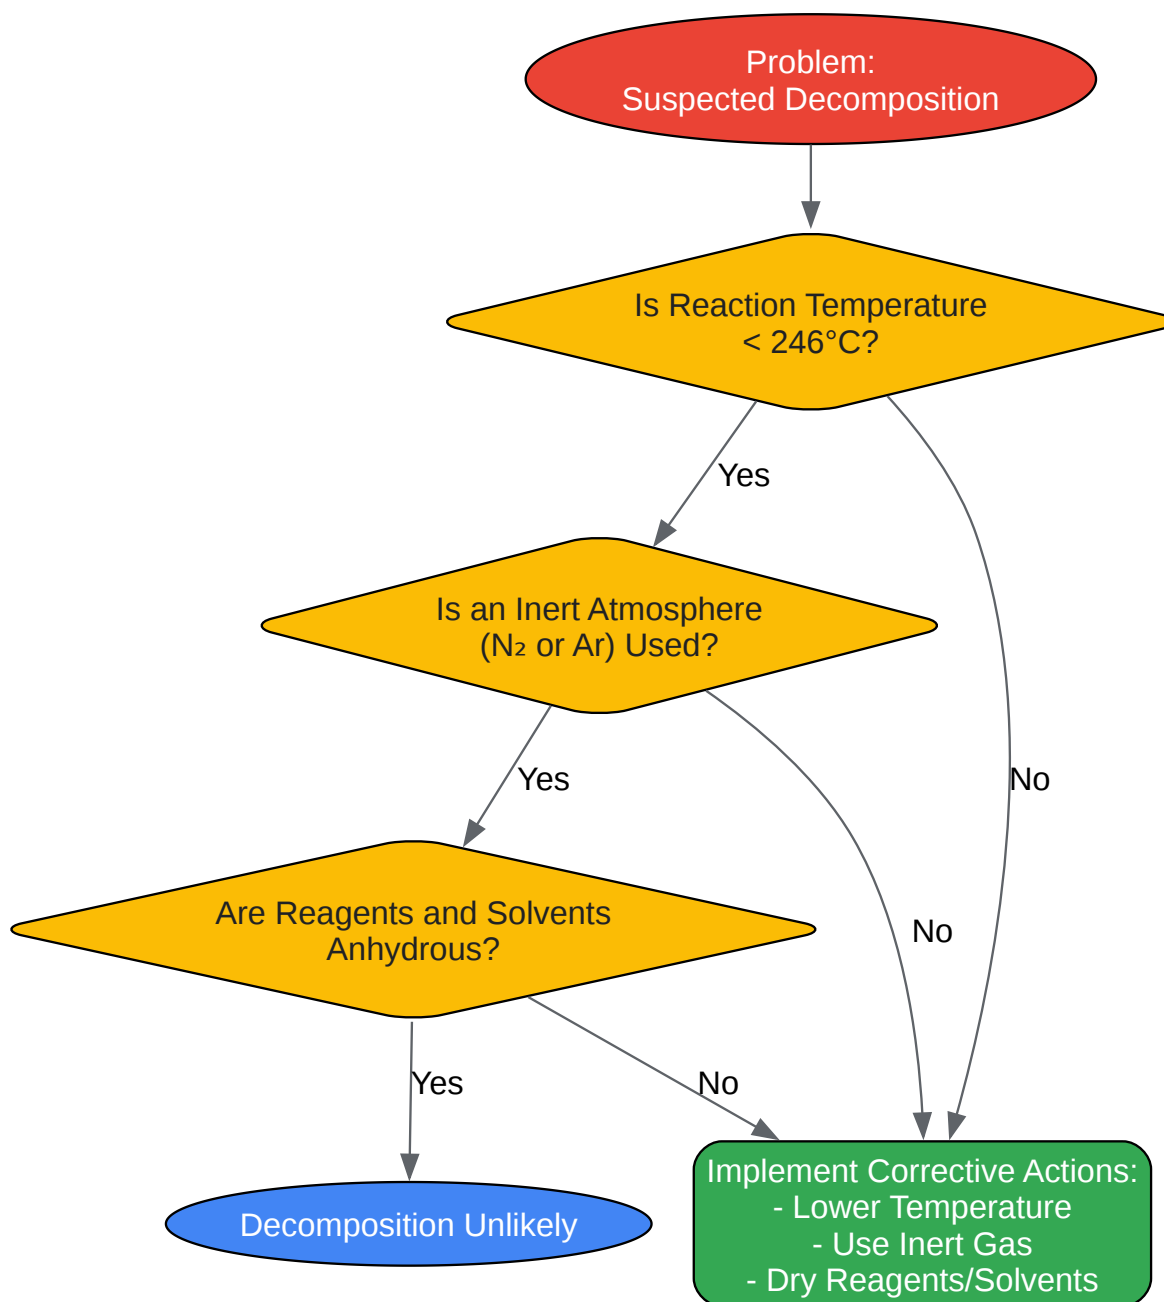 Problem:
Suspected Decomposition
Is Reaction Temperature
< 246°C?
Yes
Is an Inert Atmosphere
(N₂ or Ar) Used?
Yes
No
Are Reagents and Solvents
Anhydrous?
No
Yes
No
Decomposition Unlikely
Implement Corrective Actions:
- Lower Temperature
- Use Inert Gas
- Dry Reagents/Solvents